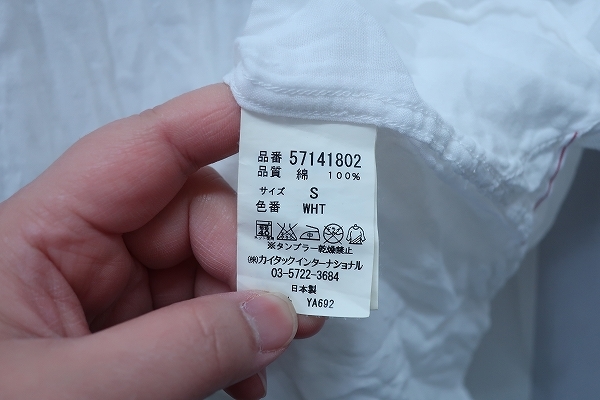 品番 57141802
品質 綿 100%
サイズ S
色番 WHT
※タンブラー乾燥禁止
㈱カイタックインターナショナル
03-5722-3684
日本製
YA692